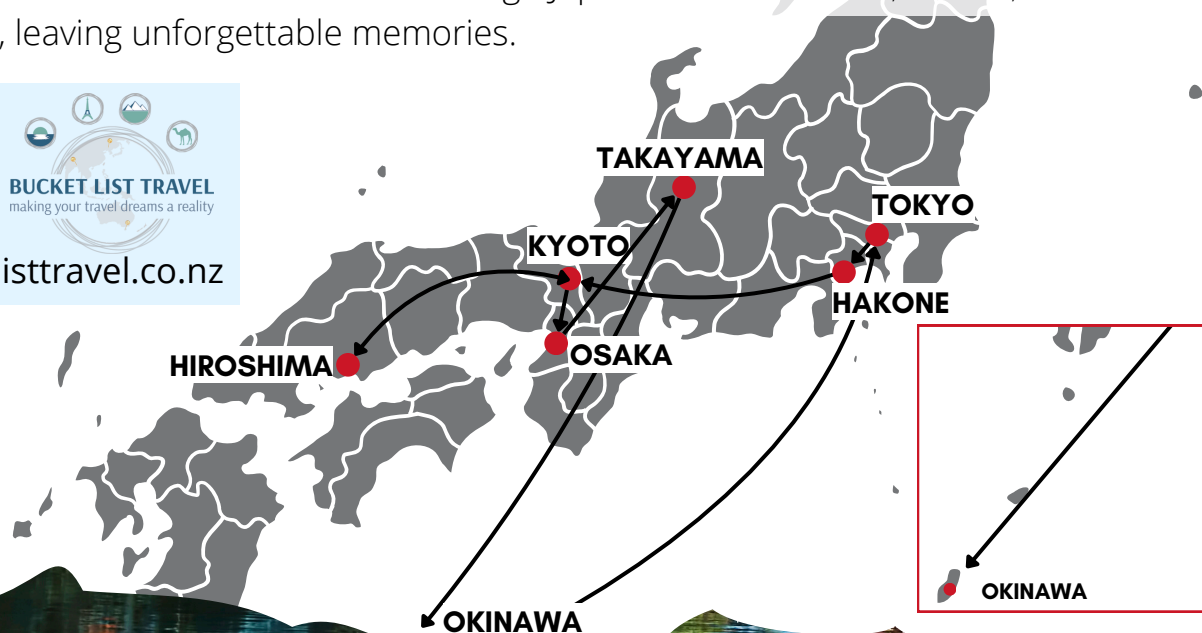 , leaving unforgettable memories.
BUCKET LIST TRAVEL
making your travel dreams a reality
isttravel.co.nz
TAKAYAMA
TOKYO
KYOTO
HAKONE
OSAKA
HIROSHIMA
OKINAWA
OKINAWA